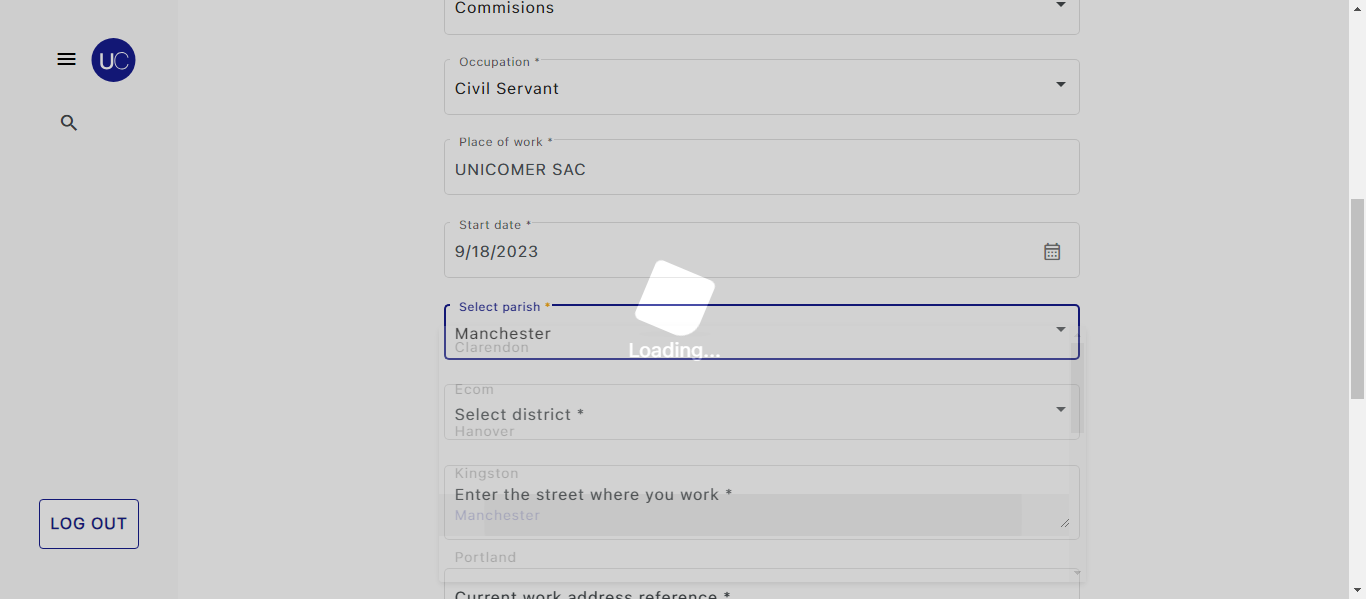 Commisions
UC
Occupation *
Civil Servant
Place of work *
UNICOMER SAC
Start date *
9/18/2023
Select parish *
Manchester
Loading...
Clarendon
Ecom
Select district *
Hanover
Kingston
Enter the street where you work *
Manchester
LOG OUT
Portland
Current work address reference *